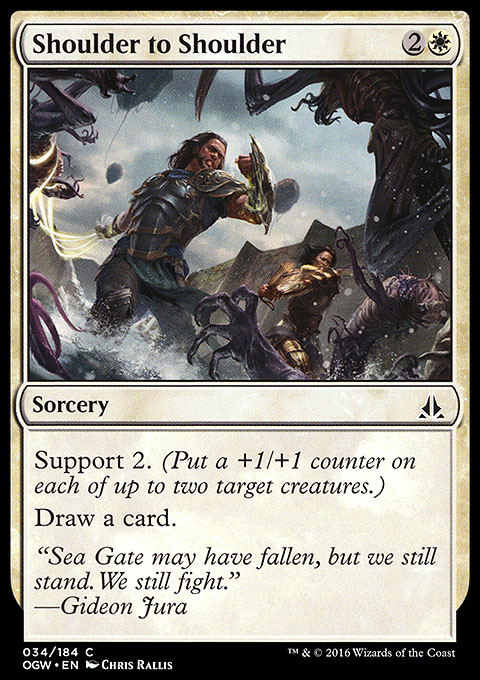 Shoulder to Shoulder 2
Sorcery
Support 2. (Put a +1/+1 counter on
each of up to two target creatures.)
Draw a card.
“Sea Gate may have fallen, but we still
stand. We still fight.”
—Gideon Jura
034/184 C
OGW • EN Chris Rallis
™ & © 2016 Wizards of the Coast